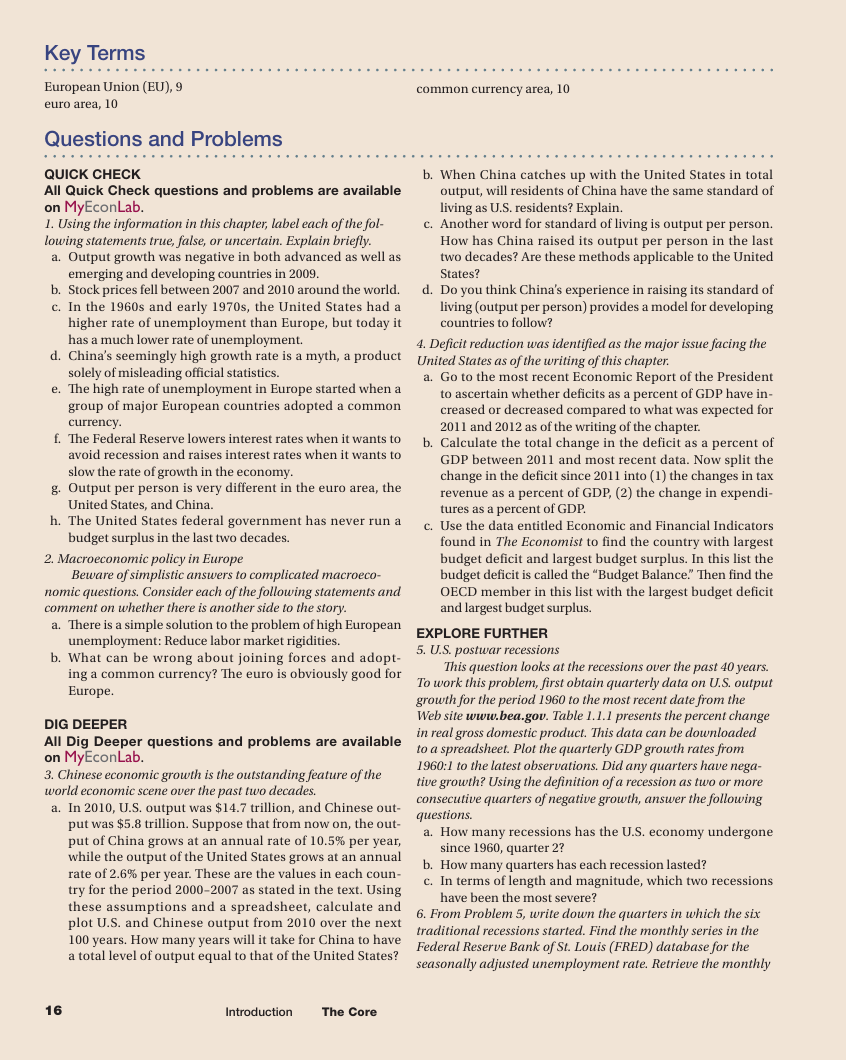 Key Terms
European Union (EU), 9
euro area, 10
common currency area, 10
Questions and Problems
QUICK CHECK
All Quick Check questions and problems are available
on MyEconLab.
1. Using the information in this chapter, label each of the fol-
lowing statements true, false, or uncertain. Explain briefly.
a. Output growth was negative in both advanced as well as
emerging and developing countries in 2009.
b. Stock prices fell between 2007 and 2010 around the world.
c. In the 1960s and early 1970s, the United States had a
higher rate of unemployment than Europe, but today it
has a much lower rate of unemployment.
d. China’s seemingly high growth rate is a myth, a product
solely of misleading official statistics.
e. The high rate of unemployment in Europe started when a
group of major European countries adopted a common
currency.
f. The Federal Reserve lowers interest rates when it wants to
avoid recession and raises interest rates when it wants to
slow the rate of growth in the economy.
g. Output per person is very different in the euro area, the
United States, and China.
h. The United States federal government has never run a
budget surplus in the last two decades.
2. Macroeconomic policy in Europe
Beware of simplistic answers to complicated macroeco-
nomic questions. Consider each of the following statements and
comment on whether there is another side to the story.
a. There is a simple solution to the problem of high European
unemployment: Reduce labor market rigidities.
b. What can be wrong about joining forces and adopt-
ing a common currency? The euro is obviously good for
Europe.
DIG DEEPER
All Dig Deeper questions and problems are available
on MyEconLab.
3. Chinese economic growth is the outstanding feature of the
world economic scene over the past two decades.
a. In 2010, U.S. output was $14.7 trillion, and Chinese out-
put was $5.8 trillion. Suppose that from now on, the out-
put of China grows at an annual rate of 10.5% per year,
while the output of the United States grows at an annual
rate of 2.6% per year. These are the values in each coun-
try for the period 2000–2007 as stated in the text. Using
these assumptions and a spreadsheet, calculate and
plot U.S. and Chinese output from 2010 over the next
100 years. How many years will it take for China to have
a total level of output equal to that of the United States?
b. When China catches up with the United States in total
output, will residents of China have the same standard of
living as U.S. residents? Explain.
c. Another word for standard of living is output per person.
How has China raised its output per person in the last
two decades? Are these methods applicable to the United
States?
d. Do you think China’s experience in raising its standard of
living (output per person) provides a model for developing
countries to follow?
4. Deficit reduction was identified as the major issue facing the
United States as of the writing of this chapter.
a. Go to the most recent Economic Report of the President
to ascertain whether deficits as a percent of GDP have in-
creased or decreased compared to what was expected for
2011 and 2012 as of the writing of the chapter.
b. Calculate the total change in the deficit as a percent of
GDP between 2011 and most recent data. Now split the
change in the deficit since 2011 into (1) the changes in tax
revenue as a percent of GDP, (2) the change in expendi-
tures as a percent of GDP.
c. Use the data entitled Economic and Financial Indicators
found in The Economist to find the country with largest
budget deficit and largest budget surplus. In this list the
budget deficit is called the “Budget Balance.” Then find the
OECD member in this list with the largest budget deficit
and largest budget surplus.
EXPLORE FURTHER
5. U.S. postwar recessions
This question looks at the recessions over the past 40 years.
To work this problem, first obtain quarterly data on U.S. output
growth for the period 1960 to the most recent date from the
Web site www.bea.gov. Table 1.1.1 presents the percent change
in real gross domestic product. This data can be downloaded
to a spreadsheet. Plot the quarterly GDP growth rates from
1960:1 to the latest observations. Did any quarters have nega-
tive growth? Using the definition of a recession as two or more
consecutive quarters of negative growth, answer the following
questions.
a. How many recessions has the U.S. economy undergone
since 1960, quarter 2?
b. How many quarters has each recession lasted?
c. In terms of length and magnitude, which two recessions
have been the most severe?
6. From Problem 5, write down the quarters in which the six
traditional recessions started. Find the monthly series in the
Federal Reserve Bank of St. Louis (FRED) database for the
seasonally adjusted unemployment rate. Retrieve the monthly
16 Introduction The Core